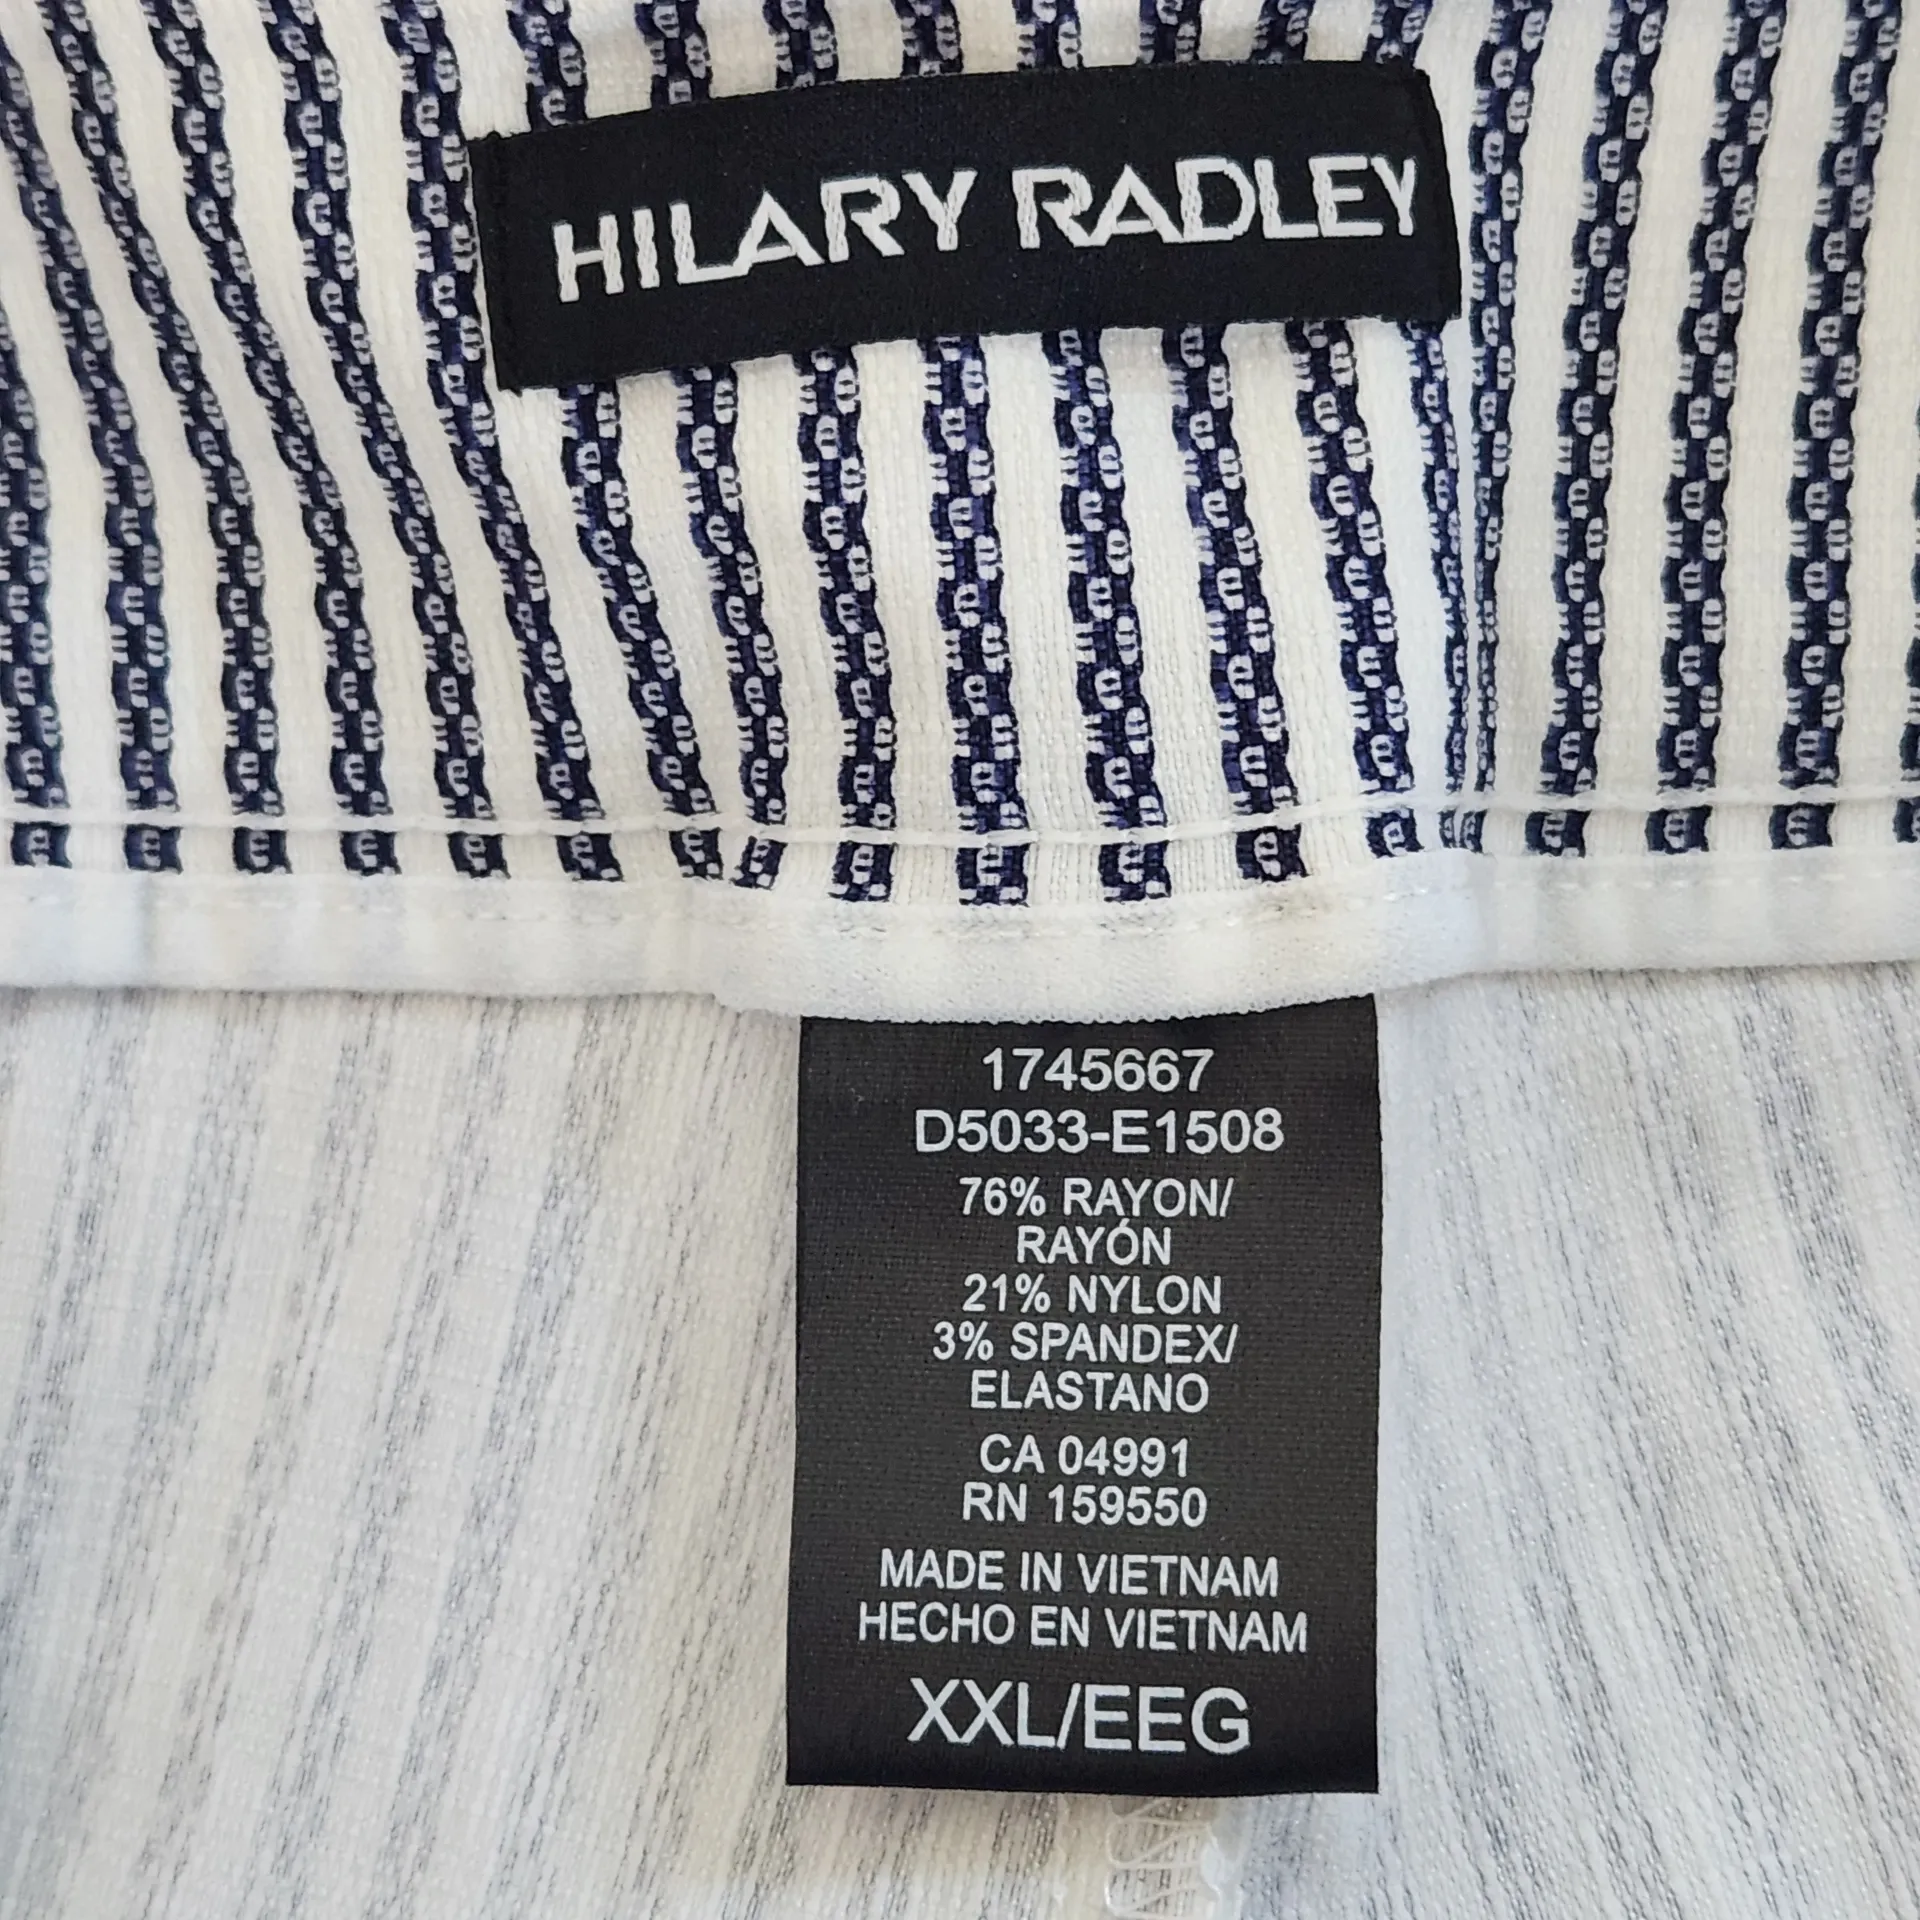 HILARY RADLEY
1745667
D5033-E1508
76% RAYON/
RAYÓN
21% NYLON
3% SPANDEX/
ELASTANO
CA 04991
RN 159550
MADE IN VIETNAM
HECHO EN VIETNAM
XXL/EEG